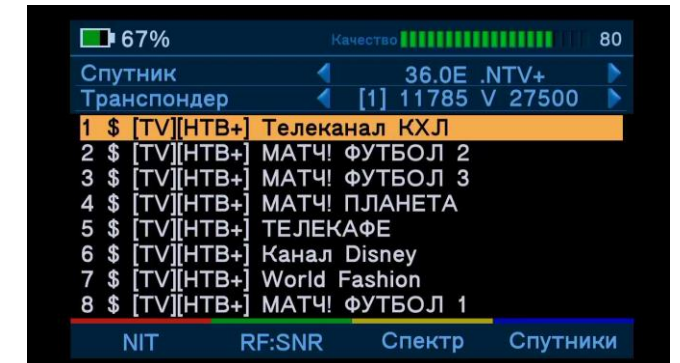 67% Качество 80
Спутник 36.0E .NTV+
Транспондер [1] 11785 V 27500
1 $ [TV][НТВ+] Телеканал КХЛ
2 $ [TV][НТВ+] МАТЧ! ФУТБОЛ 2
3 $ [TV][НТВ+] МАТЧ! ФУТБОЛ 3
4 $ [TV][НТВ+] МАТЧ! ПЛАНЕТА
5 $ [TV][НТВ+] ТЕЛЕКАФЕ
6 $ [TV][НТВ+] Канал Disney
7 $ [TV][НТВ+] World Fashion
8 $ [TV][НТВ+] МАТЧ! ФУТБОЛ 1
NIT RF:SNR Спектр Спутники